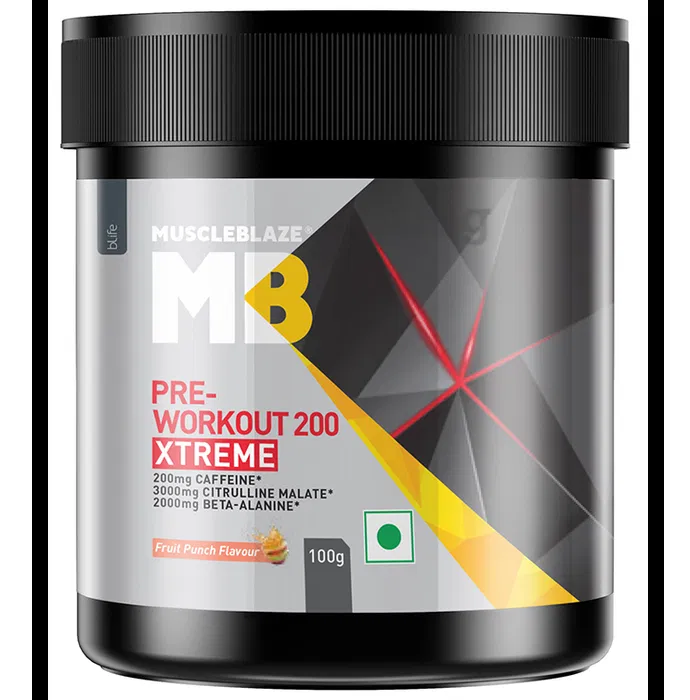 blife
MUSCLEBLAZE®
MB
PRE-
WORKOUT 200
XTREME
200mg CAFFEINE*
3000mg CITRULLINE MALATE*
2000mg BETA-ALANINE*
Fruit Punch Flavour
100g
g